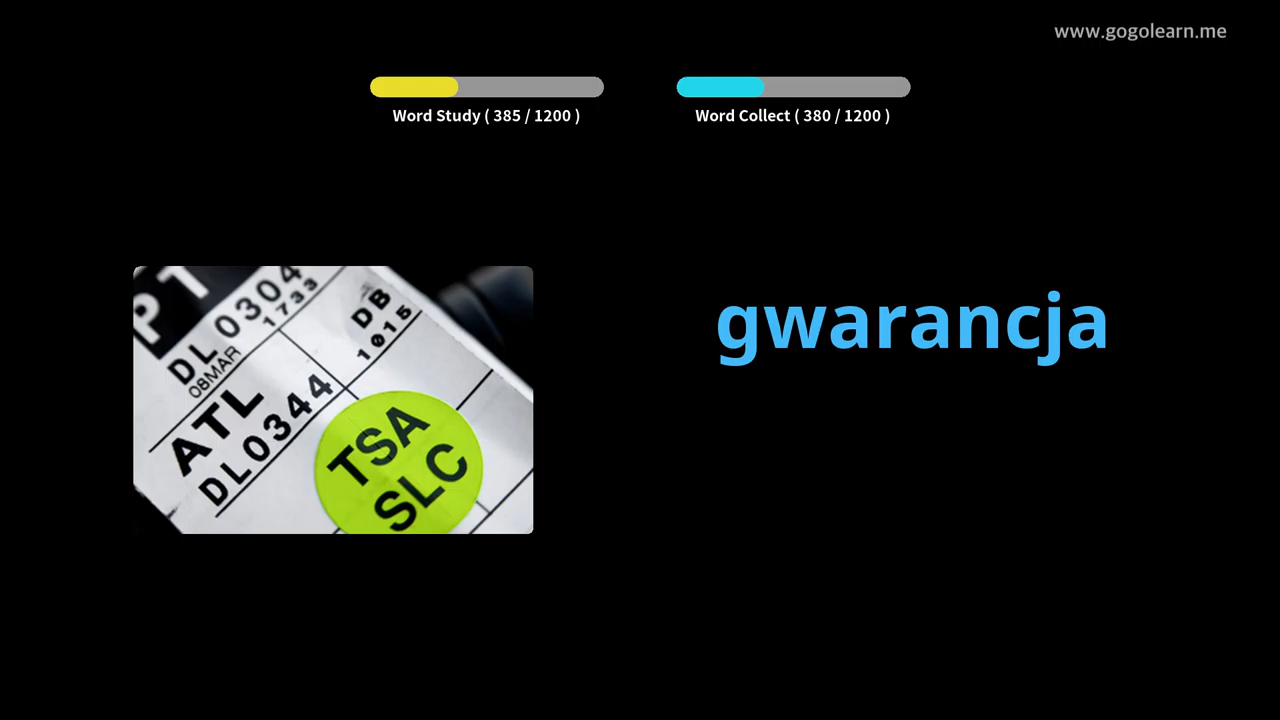 www.gogolearn.me
Word Study ( 385 / 1200 )
Word Collect ( 380 / 1200 )
gwarancja
P1
DL0304
1733
08MAR
DB
1015
ATL
DL0344
TSA
SLC